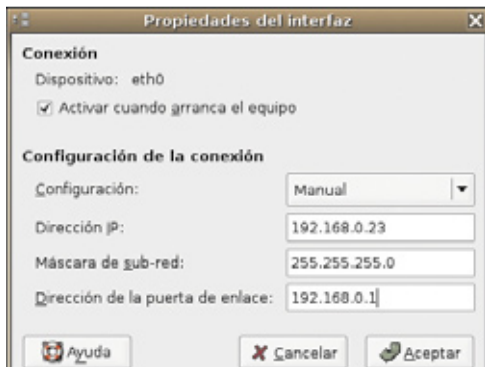 Propiedades del interfaz
Conexión
Dispositivo: eth0
Activar cuando arranca el equipo
Configuración de la conexión
Configuración: Manual
Dirección IP: 192.168.0.23
Máscara de sub-red: 255.255.255.0
Dirección de la puerta de enlace: 192.168.0.1
Ayuda Cancelar Aceptar